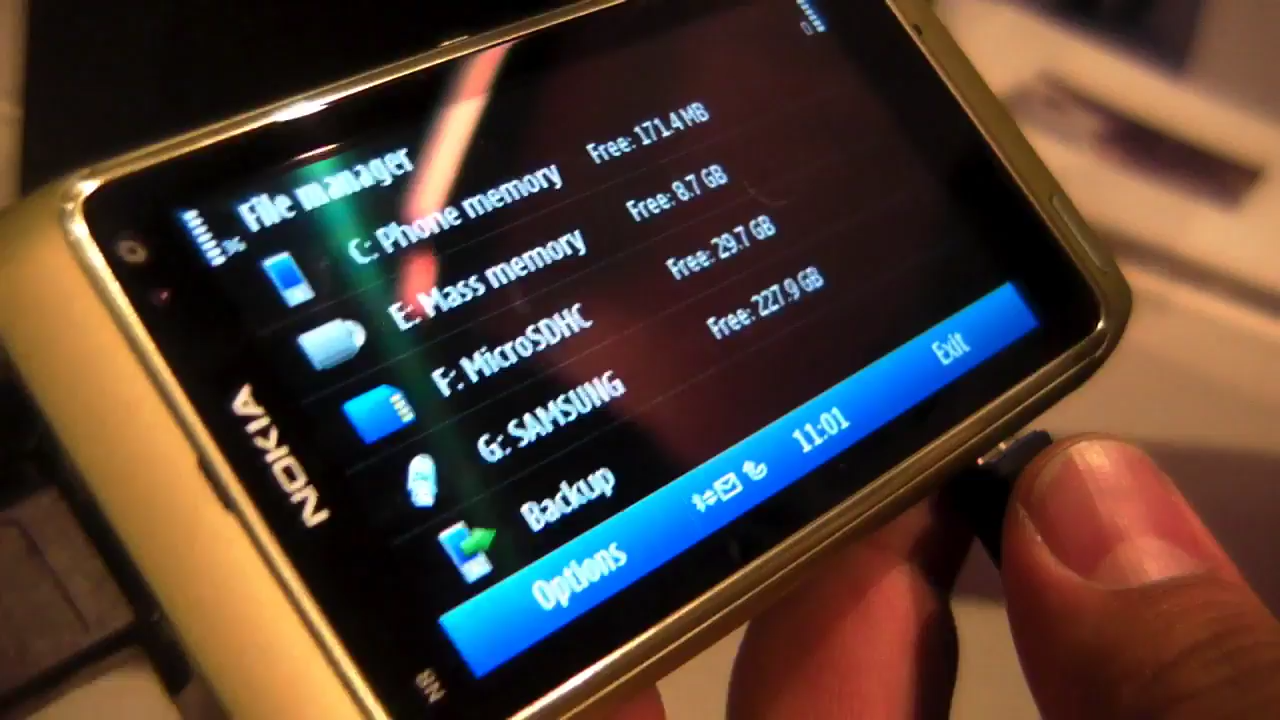 File manager
C: Phone memory Free: 171.4 MB
E: Mass memory Free: 8.7 GB
F: MicroSDHC Free: 29.7 GB
G: SAMSUNG Free: 227.9 GB
Backup
Options 11:01 Exit
NOKIA
N8